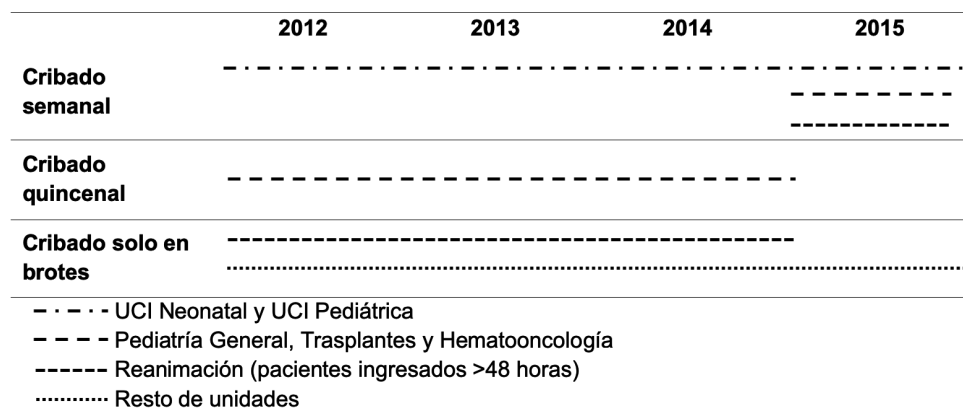 2012 2013 2014 2015
Cribado
semanal
Cribado
quincenal
Cribado solo en
brotes
UCI Neonatal y UCI Pediátrica
Pediatría General, Trasplantes y Hematooncología
Reanimación (pacientes ingresados >48 horas)
Resto de unidades